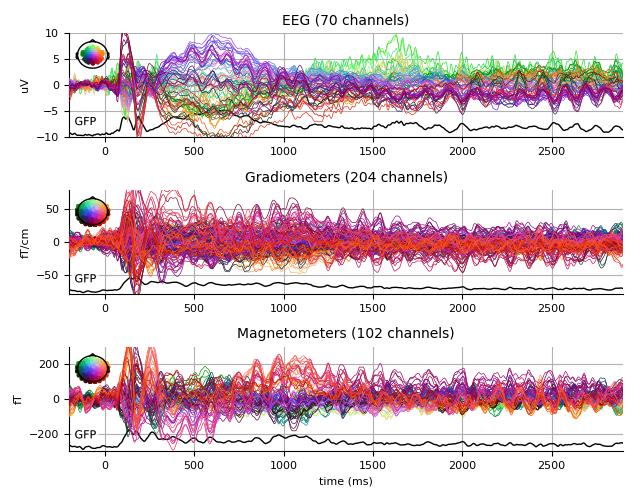 EEG (70 channels)
10
5
0
−5
−10
uV
GFP
0 500 1000 1500 2000 2500
Gradiometers (204 channels)
50
0
−50
fT/cm
GFP
0 500 1000 1500 2000 2500
Magnetometers (102 channels)
200
0
−200
fT
GFP
0 500 1000 1500 2000 2500
time (ms)